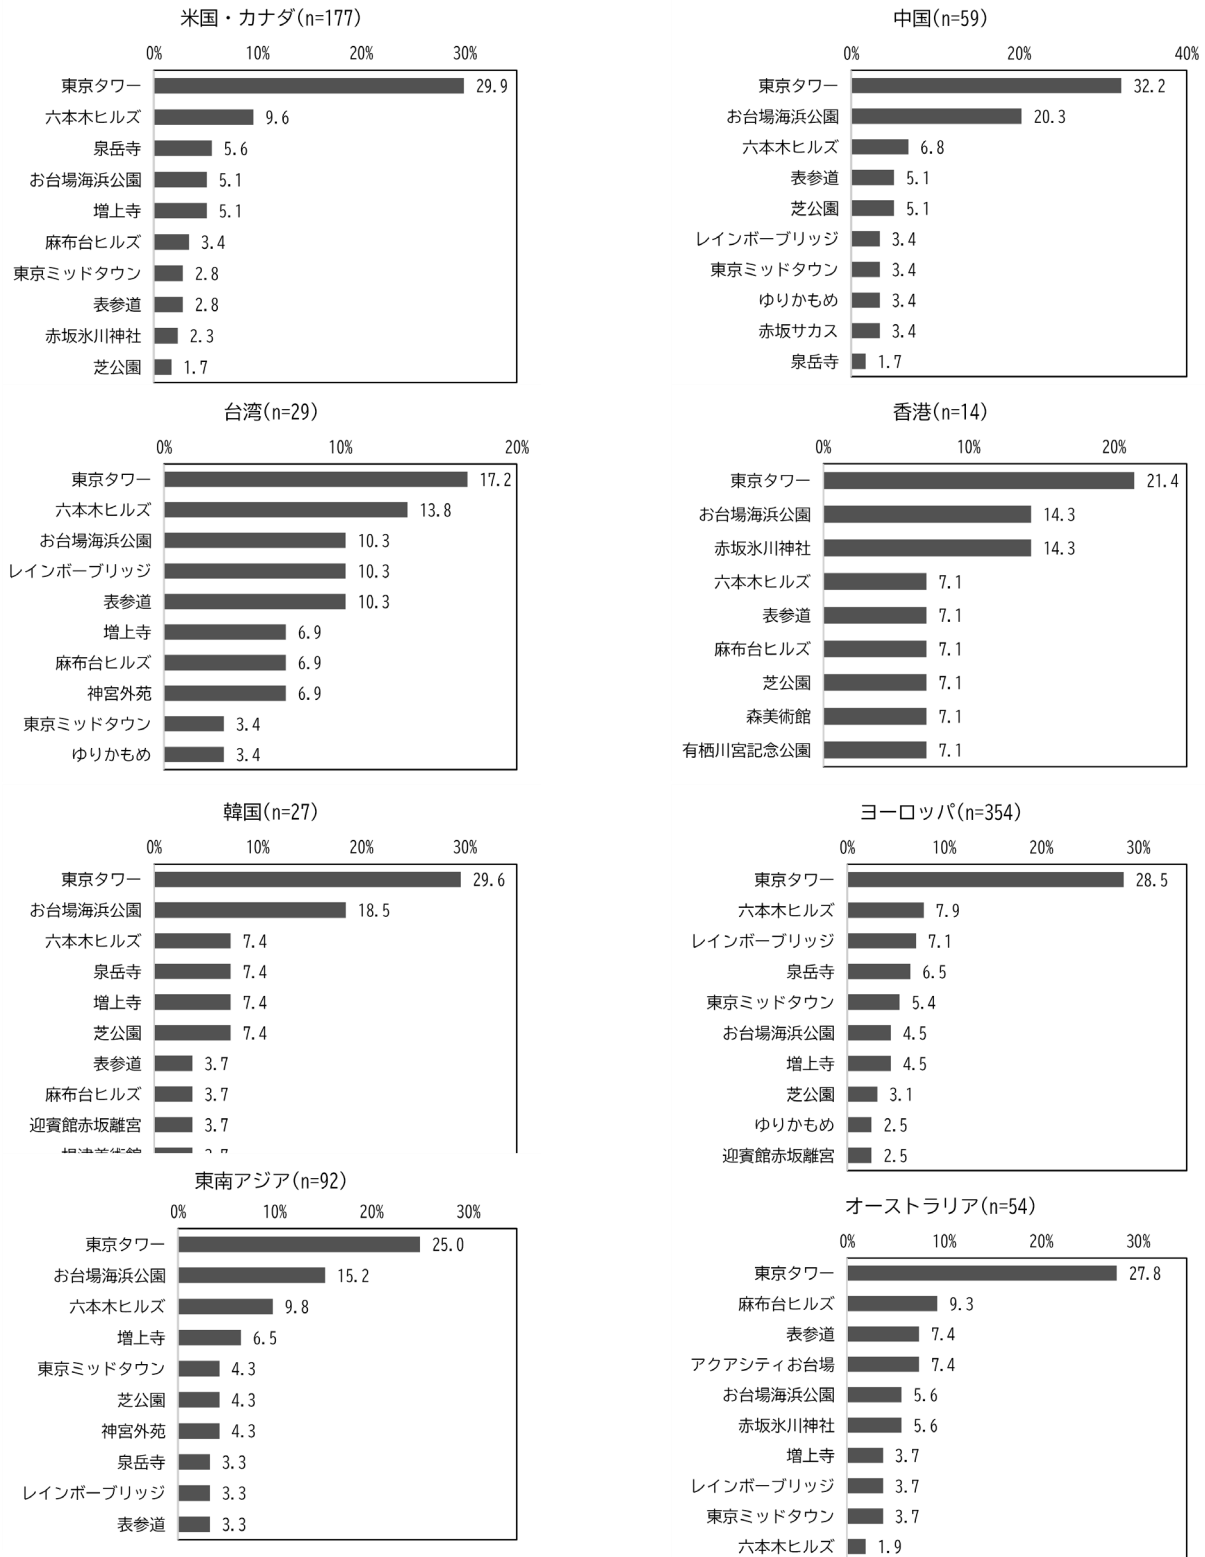 米国・カナダ(n=177)
0% 10% 20% 30%
東京タワー 29.9
六本木ヒルズ 9.6
泉岳寺 5.6
お台場海浜公園 5.1
増上寺 5.1
麻布台ヒルズ 3.4
東京ミッドタウン 2.8
表参道 2.8
赤坂氷川神社 2.3
芝公園 1.7
中国(n=59)
0% 20% 40%
東京タワー 32.2
お台場海浜公園 20.3
六本木ヒルズ 6.8
表参道 5.1
芝公園 5.1
レインボーブリッジ 3.4
東京ミッドタウン 3.4
ゆりかもめ 3.4
赤坂サカス 3.4
泉岳寺 1.7
台湾(n=29)
0% 10% 20%
東京タワー 17.2
六本木ヒルズ 13.8
お台場海浜公園 10.3
レインボーブリッジ 10.3
表参道 10.3
増上寺 6.9
麻布台ヒルズ 6.9
神宮外苑 6.9
東京ミッドタウン 3.4
ゆりかもめ 3.4
香港(n=14)
0% 10% 20%
東京タワー 21.4
お台場海浜公園 14.3
赤坂氷川神社 14.3
六本木ヒルズ 7.1
表参道 7.1
麻布台ヒルズ 7.1
芝公園 7.1
森美術館 7.1
有栖川宮記念公園 7.1
韓国(n=27)
0% 10% 20% 30%
東京タワー 29.6
お台場海浜公園 18.5
六本木ヒルズ 7.4
泉岳寺 7.4
増上寺 7.4
芝公園 7.4
表参道 3.7
麻布台ヒルズ 3.7
迎賓館赤坂離宮 3.7
ヨーロッパ(n=354)
0% 10% 20% 30%
東京タワー 28.5
六本木ヒルズ 7.9
レインボーブリッジ 7.1
泉岳寺 6.5
東京ミッドタウン 5.4
お台場海浜公園 4.5
増上寺 4.5
芝公園 3.1
ゆりかもめ 2.5
迎賓館赤坂離宮 2.5
東南アジア(n=92)
0% 10% 20% 30%
東京タワー 25.0
お台場海浜公園 15.2
六本木ヒルズ 9.8
増上寺 6.5
東京ミッドタウン 4.3
芝公園 4.3
神宮外苑 4.3
泉岳寺 3.3
レインボーブリッジ 3.3
表参道 3.3
オーストラリア(n=54)
0% 10% 20% 30%
東京タワー 27.8
麻布台ヒルズ 9.3
表参道 7.4
アクアシティお台場 7.4
お台場海浜公園 5.6
赤坂氷川神社 5.6
増上寺 3.7
レインボーブリッジ 3.7
東京ミッドタウン 3.7
六本木ヒルズ 1.9